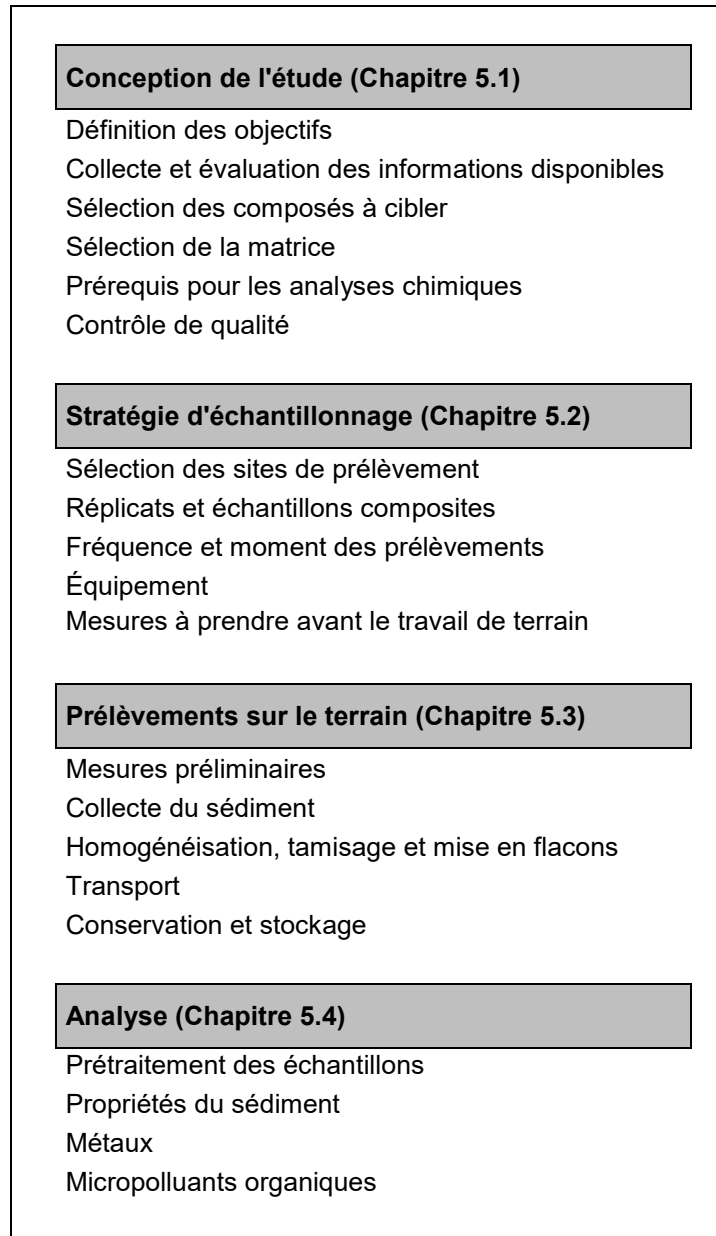 Conception de l'étude (Chapitre 5.1)
Définition des objectifs
Collecte et évaluation des informations disponibles
Sélection des composés à cibler
Sélection de la matrice
Prérequis pour les analyses chimiques
Contrôle de qualité
Stratégie d'échantillonnage (Chapitre 5.2)
Sélection des sites de prélèvement
Réplicats et échantillons composites
Fréquence et moment des prélèvements
Équipement
Mesures à prendre avant le travail de terrain
Prélèvements sur le terrain (Chapitre 5.3)
Mesures préliminaires
Collecte du sédiment
Homogénéisation, tamisage et mise en flacons
Transport
Conservation et stockage
Analyse (Chapitre 5.4)
Prétraitement des échantillons
Propriétés du sédiment
Métaux
Micropolluants organiques